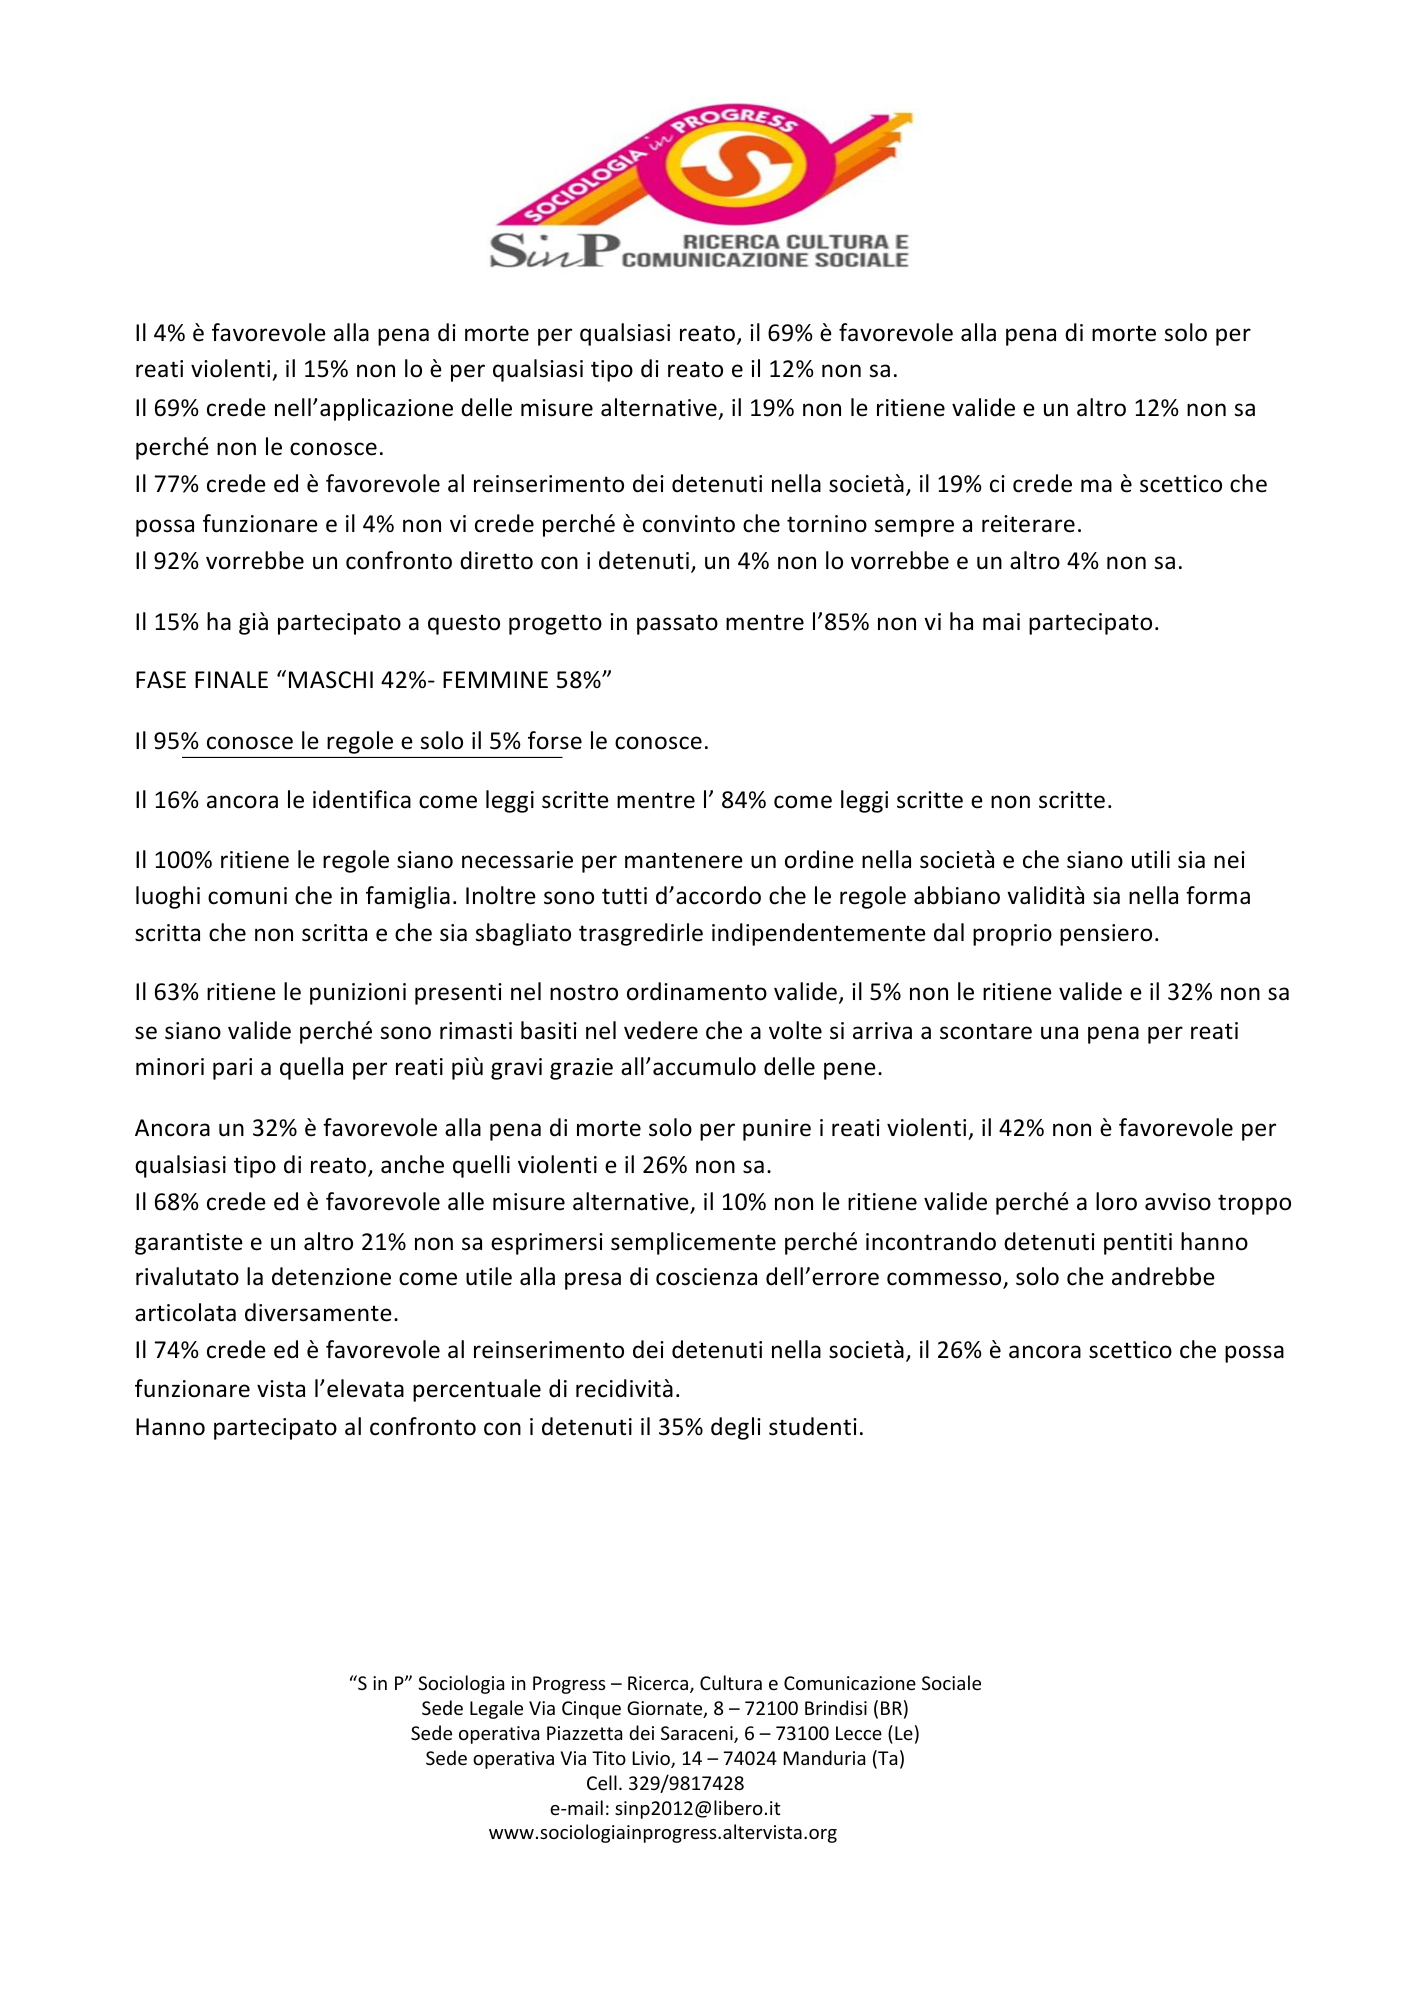 SOCIOLOGIA in PROGRESS
S
SinP RICERCA CULTURA E
COMUNICAZIONE SOCIALE
Il 4% è favorevole alla pena di morte per qualsiasi reato, il 69% è favorevole alla pena di morte solo per
reati violenti, il 15% non lo è per qualsiasi tipo di reato e il 12% non sa.
Il 69% crede nell’applicazione delle misure alternative, il 19% non le ritiene valide e un altro 12% non sa
perché non le conosce.
Il 77% crede ed è favorevole al reinserimento dei detenuti nella società, il 19% ci crede ma è scettico che
possa funzionare e il 4% non vi crede perché è convinto che tornino sempre a reiterare.
Il 92% vorrebbe un confronto diretto con i detenuti, un 4% non lo vorrebbe e un altro 4% non sa.
Il 15% ha già partecipato a questo progetto in passato mentre l’85% non vi ha mai partecipato.
FASE FINALE “MASCHI 42%- FEMMINE 58%”
Il 95% conosce le regole e solo il 5% forse le conosce.
Il 16% ancora le identifica come leggi scritte mentre l’ 84% come leggi scritte e non scritte.
Il 100% ritiene le regole siano necessarie per mantenere un ordine nella società e che siano utili sia nei
luoghi comuni che in famiglia. Inoltre sono tutti d’accordo che le regole abbiano validità sia nella forma
scritta che non scritta e che sia sbagliato trasgredirle indipendentemente dal proprio pensiero.
Il 63% ritiene le punizioni presenti nel nostro ordinamento valide, il 5% non le ritiene valide e il 32% non sa
se siano valide perché sono rimasti basiti nel vedere che a volte si arriva a scontare una pena per reati
minori pari a quella per reati più gravi grazie all’accumulo delle pene.
Ancora un 32% è favorevole alla pena di morte solo per punire i reati violenti, il 42% non è favorevole per
qualsiasi tipo di reato, anche quelli violenti e il 26% non sa.
Il 68% crede ed è favorevole alle misure alternative, il 10% non le ritiene valide perché a loro avviso troppo
garantiste e un altro 21% non sa esprimersi semplicemente perché incontrando detenuti pentiti hanno
rivalutato la detenzione come utile alla presa di coscienza dell’errore commesso, solo che andrebbe
articolata diversamente.
Il 74% crede ed è favorevole al reinserimento dei detenuti nella società, il 26% è ancora scettico che possa
funzionare vista l’elevata percentuale di recidività.
Hanno partecipato al confronto con i detenuti il 35% degli studenti.
“S in P” Sociologia in Progress – Ricerca, Cultura e Comunicazione Sociale
Sede Legale Via Cinque Giornate, 8 – 72100 Brindisi (BR)
Sede operativa Piazzetta dei Saraceni, 6 – 73100 Lecce (Le)
Sede operativa Via Tito Livio, 14 – 74024 Manduria (Ta)
Cell. 329/9817428
e-mail: sinp2012@libero.it
www.sociologiainprogress.altervista.org